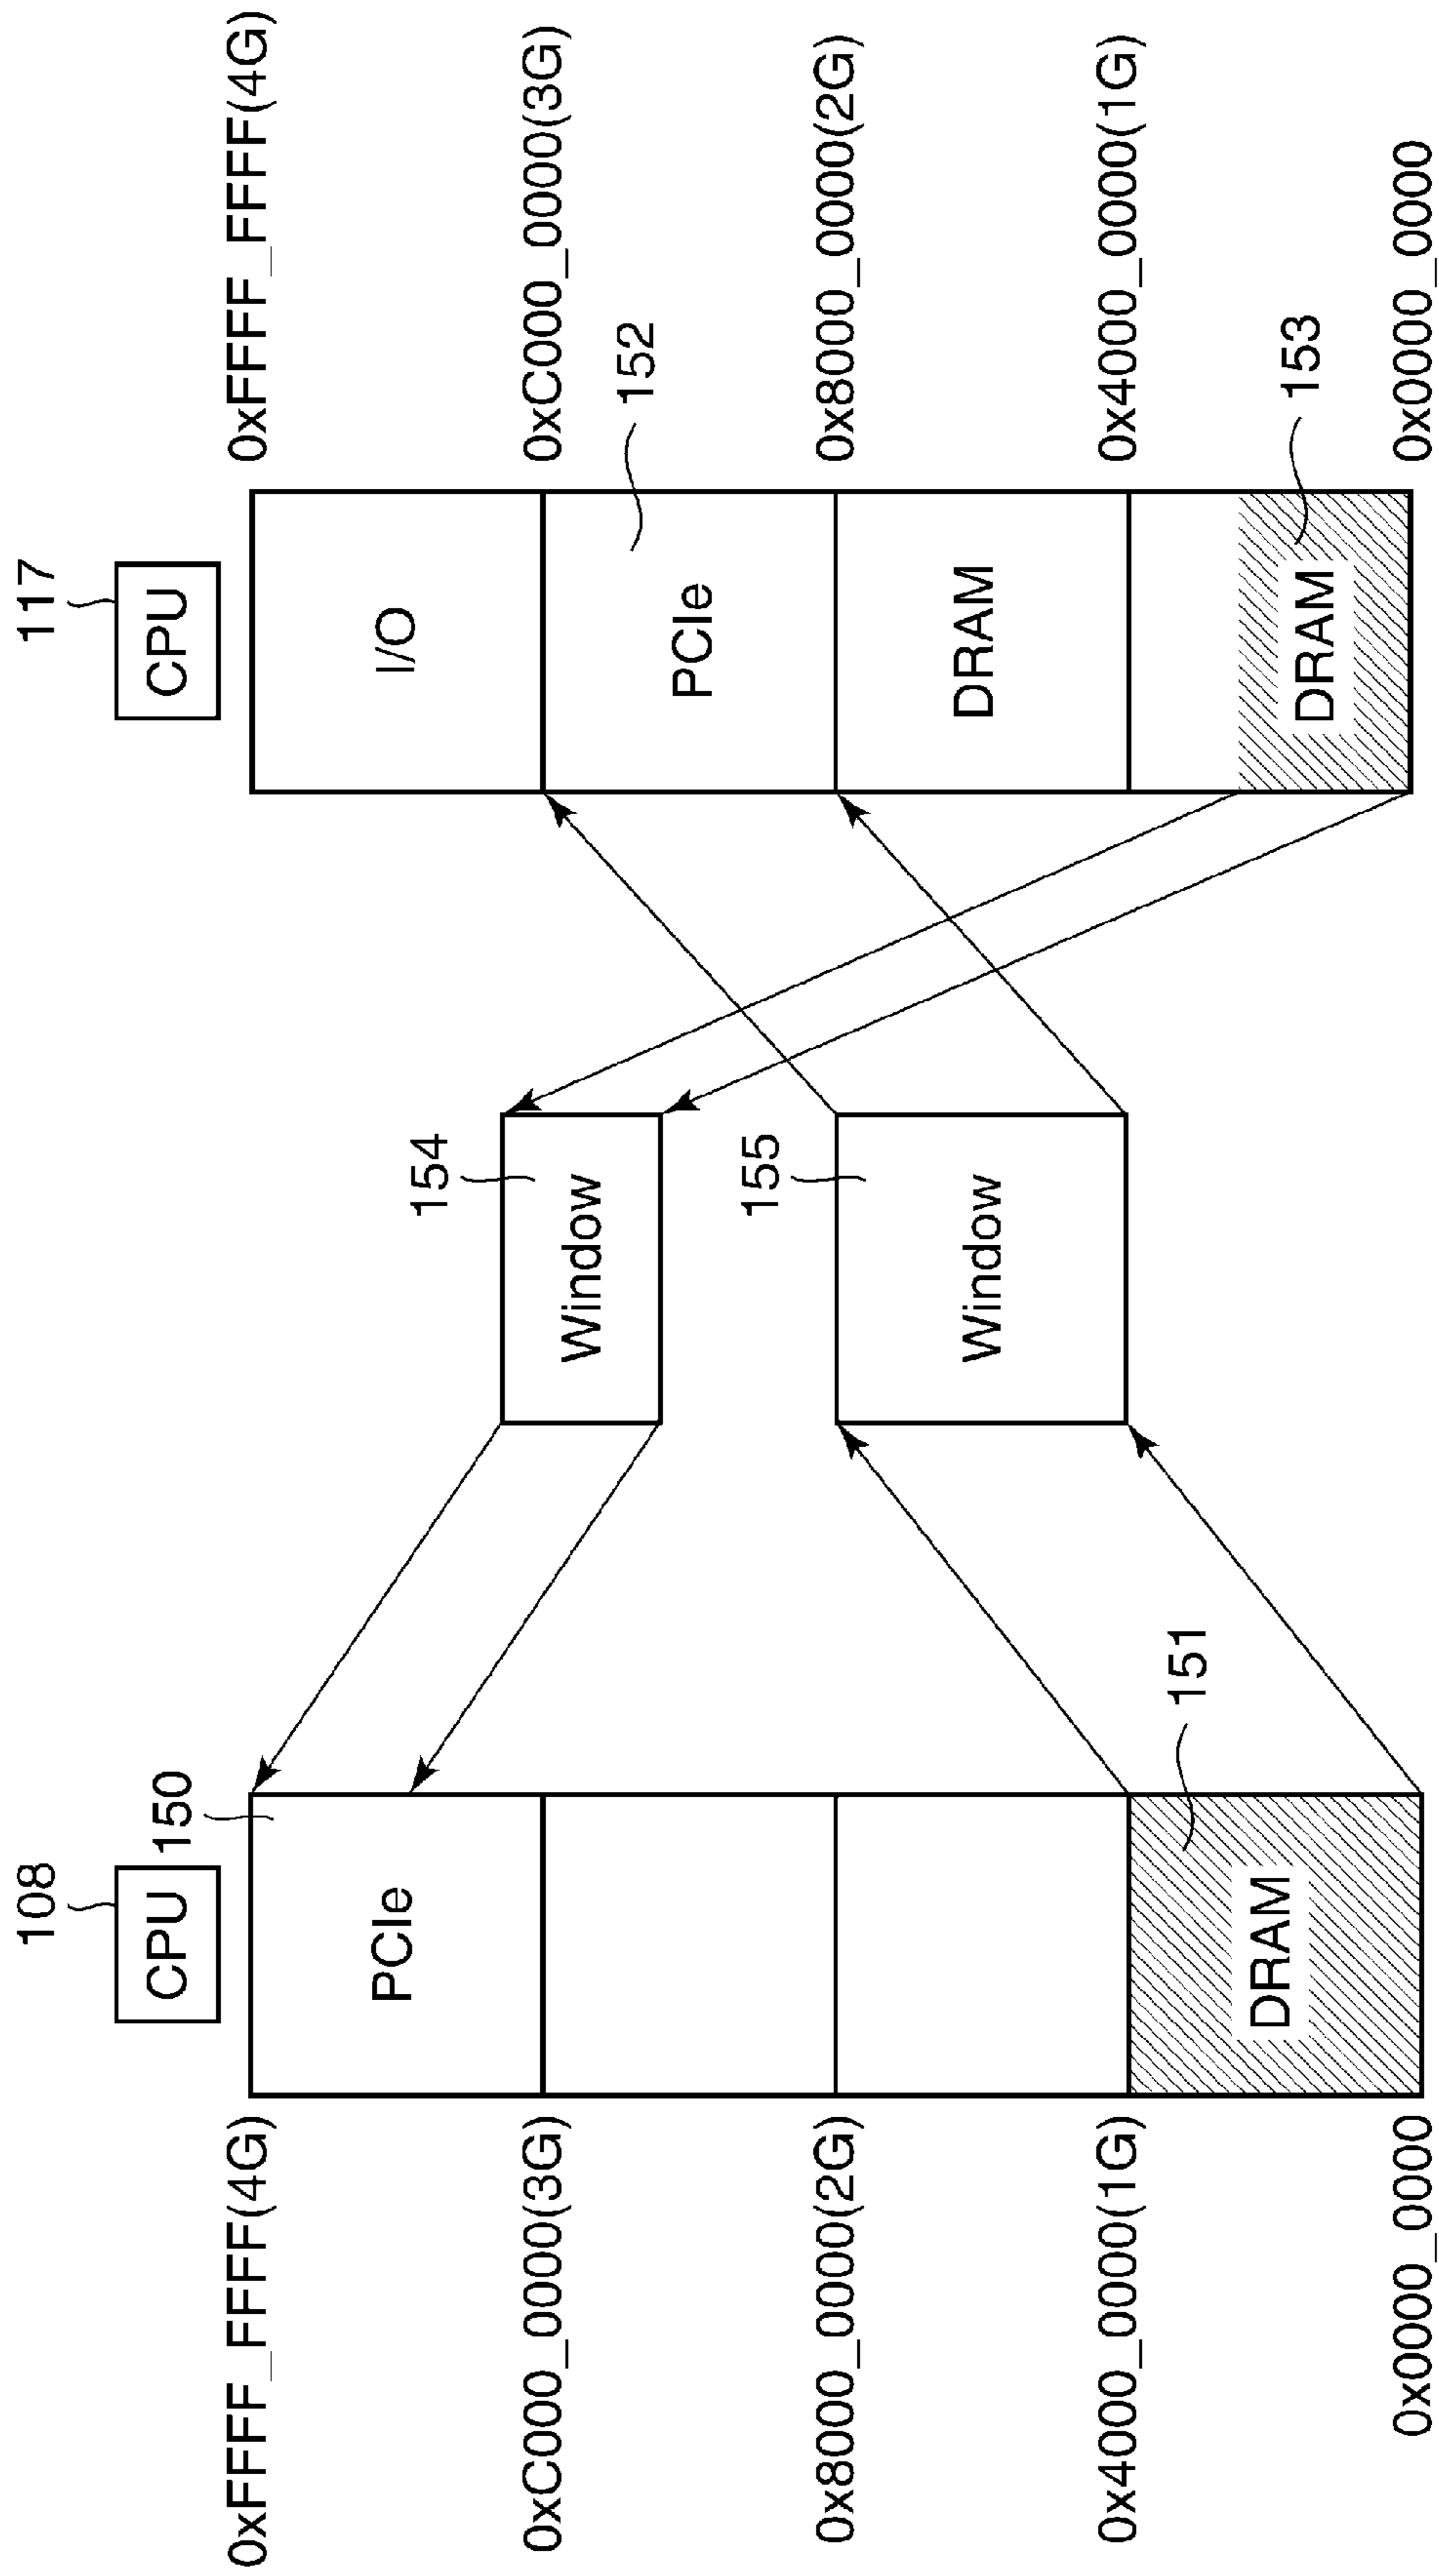 108
CPU
150
117
CPU
0xFFFF_FFFF(4G)
PCIe
154
Window
I/O
0xFFFF_FFFF(4G)
0xC000_0000(3G)
152
PCIe
0xC000_0000(3G)
0x8000_0000(2G)
155
Window
DRAM
0x8000_0000(2G)
0x4000_0000(1G)
151
DRAM
153
DRAM
0x4000_0000(1G)
0x0000_0000
0x0000_0000